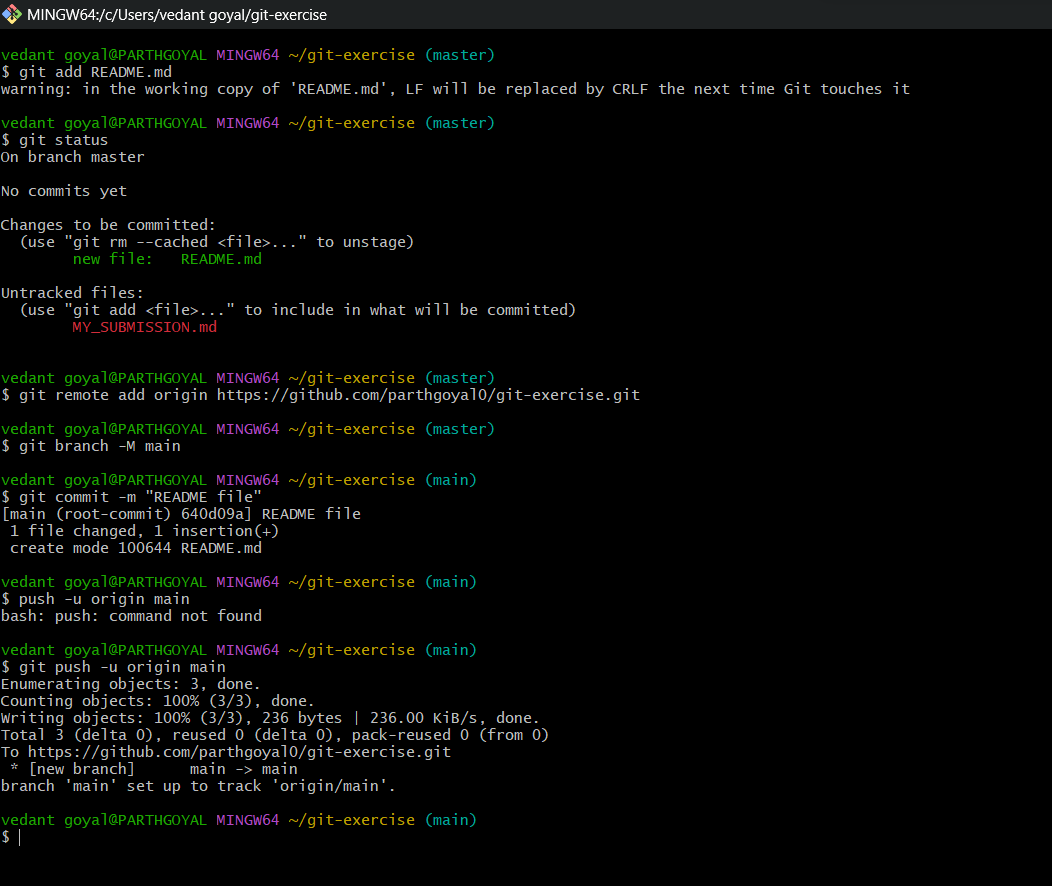 MINGW64:/c/Users/vedant goyal/git-exercise
vedant goyal@PARTHGOYAL MINGW64 ~/git-exercise (master)
$ git add README.md
warning: in the working copy of 'README.md', LF will be replaced by CRLF the next time Git touches it
vedant goyal@PARTHGOYAL MINGW64 ~/git-exercise (master)
$ git status
On branch master
No commits yet
Changes to be committed:
  (use "git rm --cached <file>..." to unstage)
        new file:   README.md
Untracked files:
  (use "git add <file>..." to include in what will be committed)
        MY_SUBMISSION.md
vedant goyal@PARTHGOYAL MINGW64 ~/git-exercise (master)
$ git remote add origin https://github.com/parthgoyal0/git-exercise.git
vedant goyal@PARTHGOYAL MINGW64 ~/git-exercise (master)
$ git branch -M main
vedant goyal@PARTHGOYAL MINGW64 ~/git-exercise (main)
$ git commit -m "README file"
[main (root-commit) 640d09a] README file
 1 file changed, 1 insertion(+)
 create mode 100644 README.md
vedant goyal@PARTHGOYAL MINGW64 ~/git-exercise (main)
$ push -u origin main
bash: push: command not found
vedant goyal@PARTHGOYAL MINGW64 ~/git-exercise (main)
$ git push -u origin main
Enumerating objects: 3, done.
Counting objects: 100% (3/3), done.
Writing objects: 100% (3/3), 236 bytes | 236.00 KiB/s, done.
Total 3 (delta 0), reused 0 (delta 0), pack-reused 0 (from 0)
To https://github.com/parthgoyal0/git-exercise.git
 * [new branch]      main -> main
branch 'main' set up to track 'origin/main'.
vedant goyal@PARTHGOYAL MINGW64 ~/git-exercise (main)
$